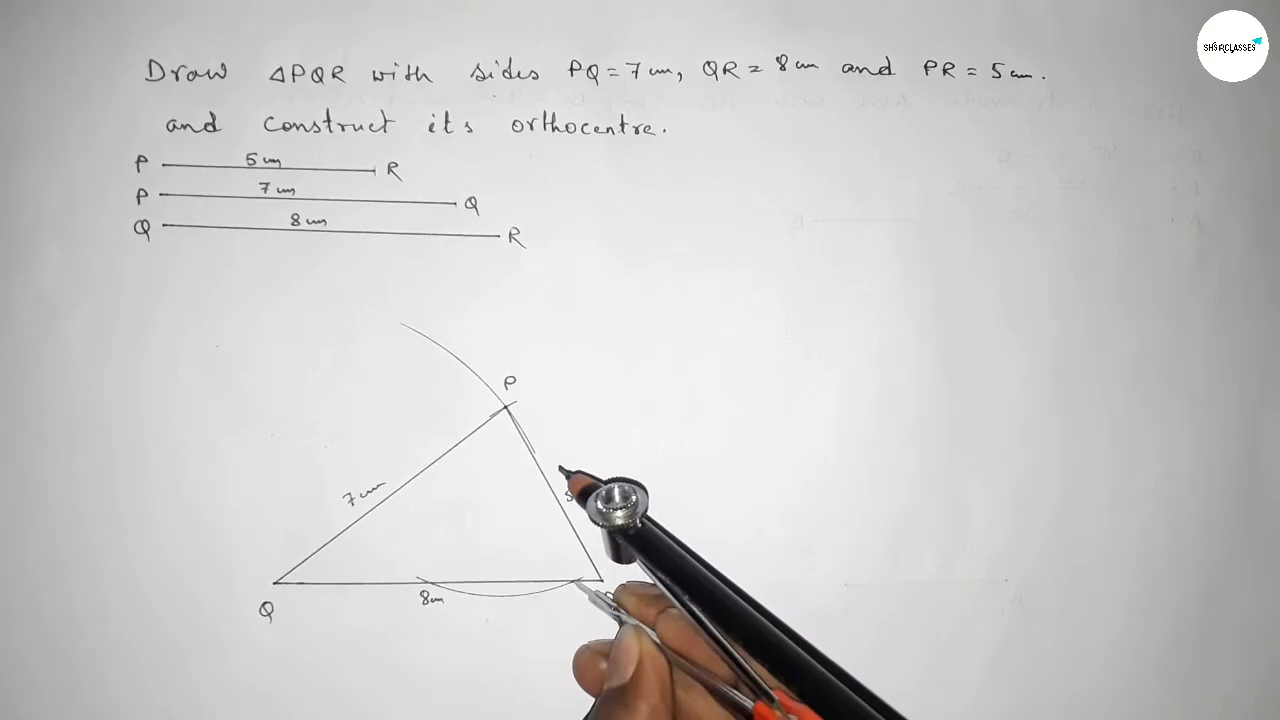 SHSIRCLASSES
Draw △PQR with sides PQ = 7 cm, QR = 8 cm and PR = 5 cm.
and construct its orthocentre.
P 5 cm R
P 7 cm Q
Q 8 cm R
P
7 cm
5
Q
8 cm